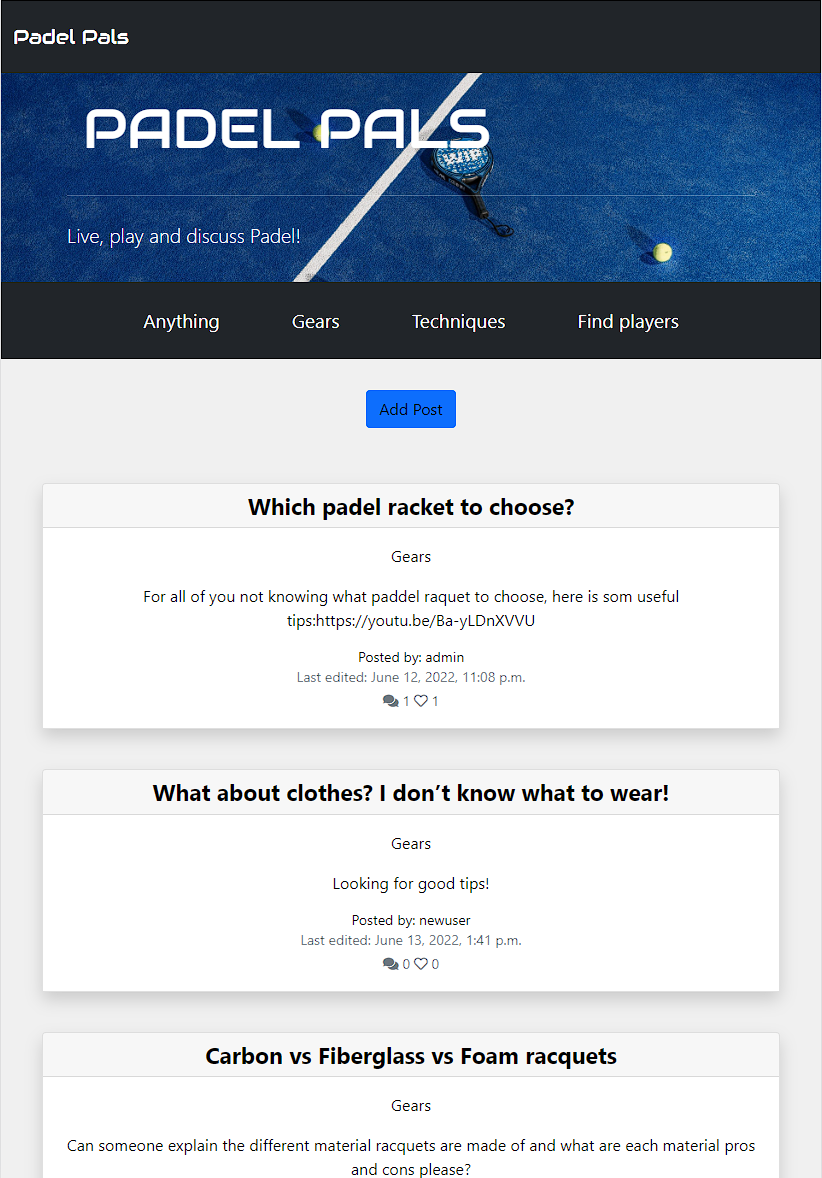 Padel Pals
PADEL PALS
Live, play and discuss Padel!
Anything Gears Techniques Find players
Add Post
Which padel racket to choose?
Gears
For all of you not knowing what paddel raquet to choose, here is som useful
tips:https://youtu.be/Ba-yLDnXVVU
Posted by: admin
Last edited: June 12, 2022, 11:08 p.m.
1 1
What about clothes? I don’t know what to wear!
Gears
Looking for good tips!
Posted by: newuser
Last edited: June 13, 2022, 1:41 p.m.
0 0
Carbon vs Fiberglass vs Foam racquets
Gears
Can someone explain the different material racquets are made of and what are each material pros
and cons please?